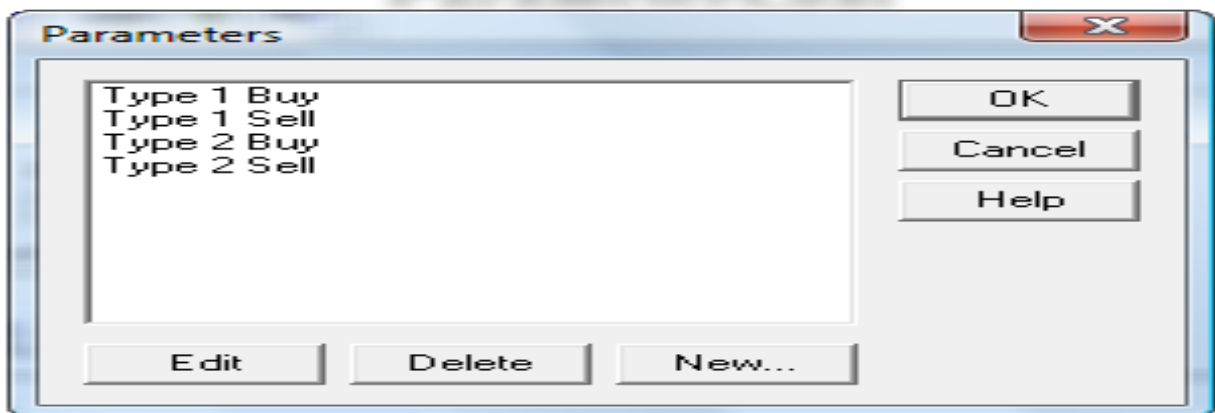 Parameters
Type 1 Buy
Type 1 Sell
Type 2 Buy
Type 2 Sell
OK
Cancel
Help
Edit
Delete
New...